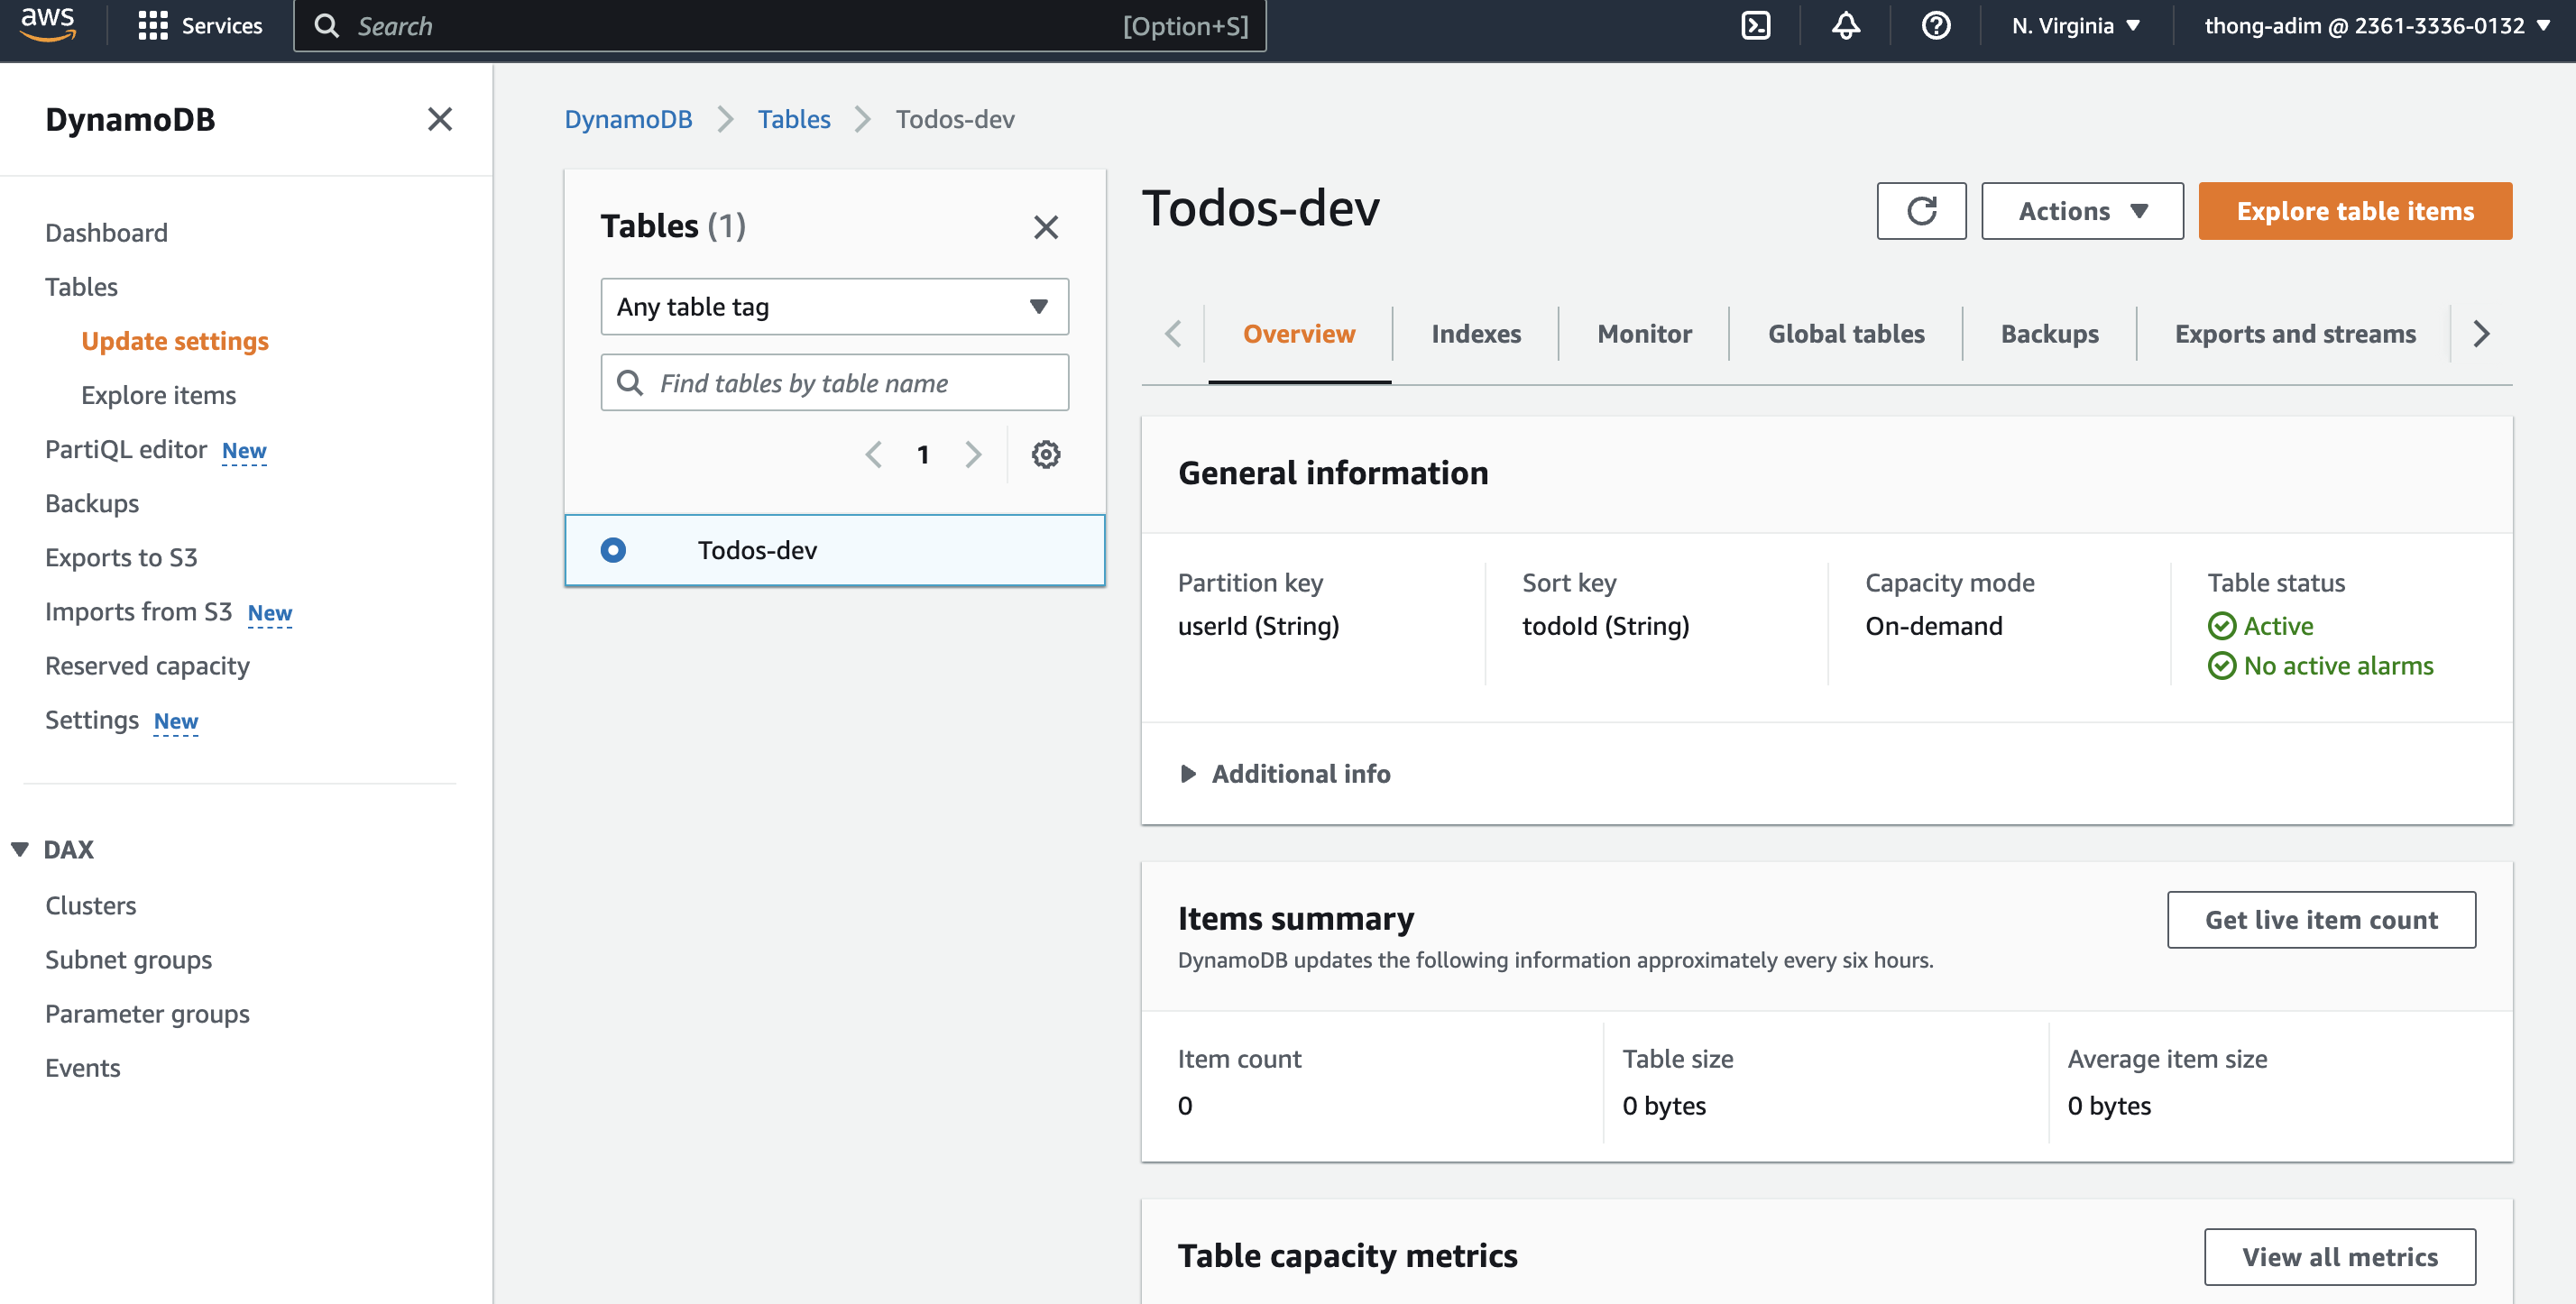 aws
Services
Search [Option+S]
N. Virginia
thong-adim @ 2361-3336-0132
DynamoDB
Dashboard
Tables
Update settings
Explore items
PartiQL editor New
Backups
Exports to S3
Imports from S3 New
Reserved capacity
Settings New
DAX
Clusters
Subnet groups
Parameter groups
Events
DynamoDB Tables Todos-dev
Tables (1)
Any table tag
Find tables by table name
1
Todos-dev
Todos-dev
Actions
Explore table items
Overview Indexes Monitor Global tables Backups Exports and streams
General information
Partition key
userId (String)
Sort key
todoId (String)
Capacity mode
On-demand
Table status
Active
No active alarms
Additional info
Items summary
Get live item count
DynamoDB updates the following information approximately every six hours.
Item count
0
Table size
0 bytes
Average item size
0 bytes
Table capacity metrics
View all metrics